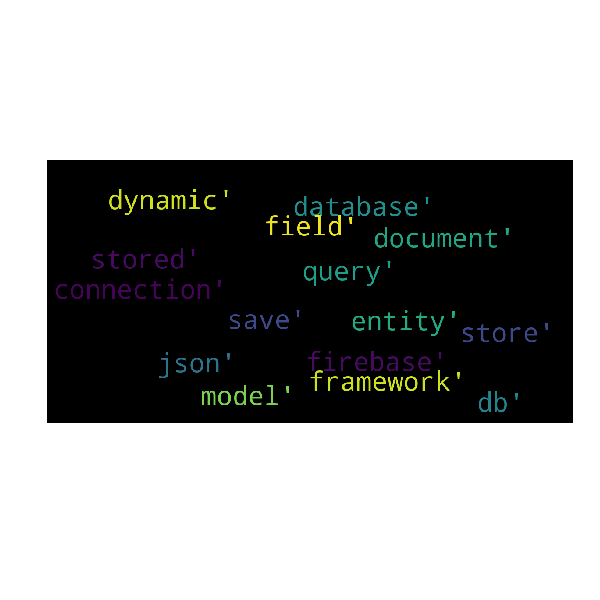 dynamic'
database'
field'
document'
stored'
query'
connection'
save'
entity'
store'
json'
firebase'
framework'
model'
db'